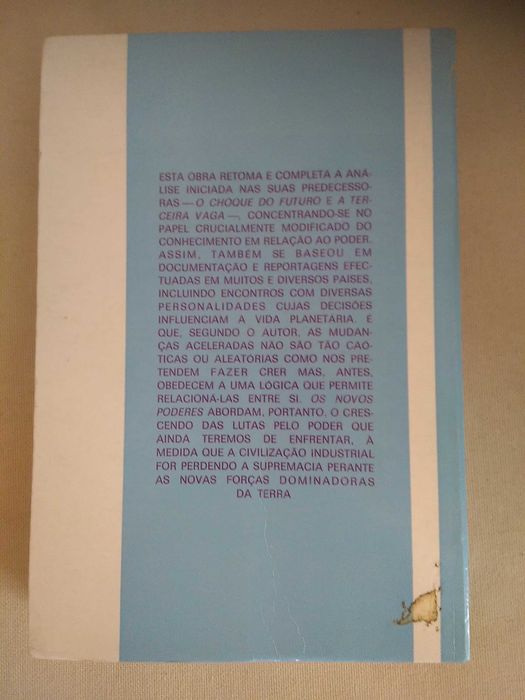 ESTA OBRA RETOMA E COMPLETA A ANÁ-
LISE INICIADA NAS SUAS PREDECESSO-
RAS — O CHOQUE DO FUTURO E A TER-
CEIRA VAGA —, CONCENTRANDO-SE NO
PAPEL CRUCIALMENTE MODIFICADO DO
CONHECIMENTO EM RELAÇÃO AO PODER.
ASSIM, TAMBÉM SE BASEOU EM
DOCUMENTAÇÃO E REPORTAGENS EFEC-
TUADAS EM MUITOS E DIVERSOS PAÍSES,
INCLUINDO ENCONTROS COM DIVERSAS
PERSONALIDADES CUJAS DECISÕES
INFLUENCIAM A VIDA PLANETARIA. É
QUE, SEGUNDO O AUTOR, AS MUDAN-
ÇAS ACELERADAS NÃO SÃO TÃO CAÓ-
TICAS OU ALEATÓRIAS COMO NOS PRE-
TENDEM FAZER CRER MAS, ANTES,
OBEDECEM A UMA LÓGICA QUE PERMITE
RELACIONÁ-LAS ENTRE SI. OS NOVOS
PODERES ABORDAM, PORTANTO, O CRES-
CENDO DAS LUTAS PELO PODER QUE
AINDA TEREMOS DE ENFRENTAR, À
MEDIDA QUE A CIVILIZAÇÃO INDUSTRIAL
FOR PERDENDO A SUPREMACIA PERANTE
AS NOVAS FORÇAS DOMINADORAS
DA TERRA